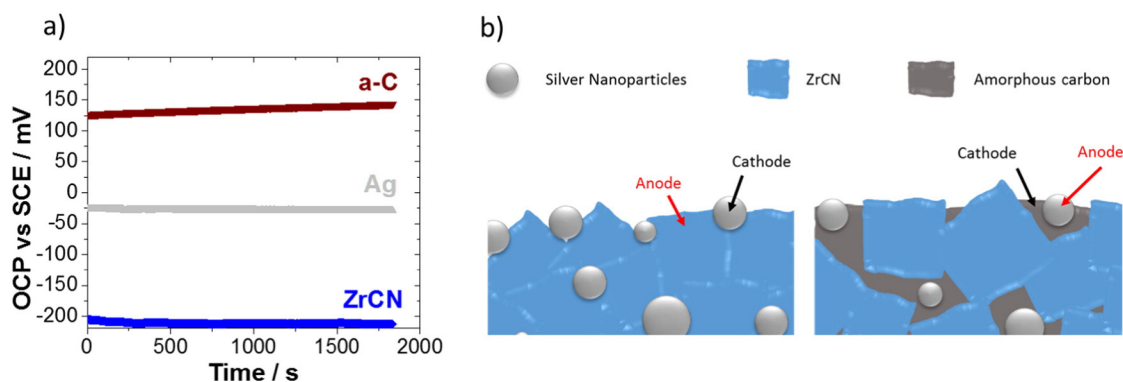 a)
OCP vs SCE / mV
200
150
100
50
0
-50
-100
-150
-200
a-C
Ag
ZrCN
0
500
1000
1500
2000
Time / s
b)
Silver Nanoparticles
ZrCN
Amorphous carbon
Anode
Cathode
Cathode
Anode